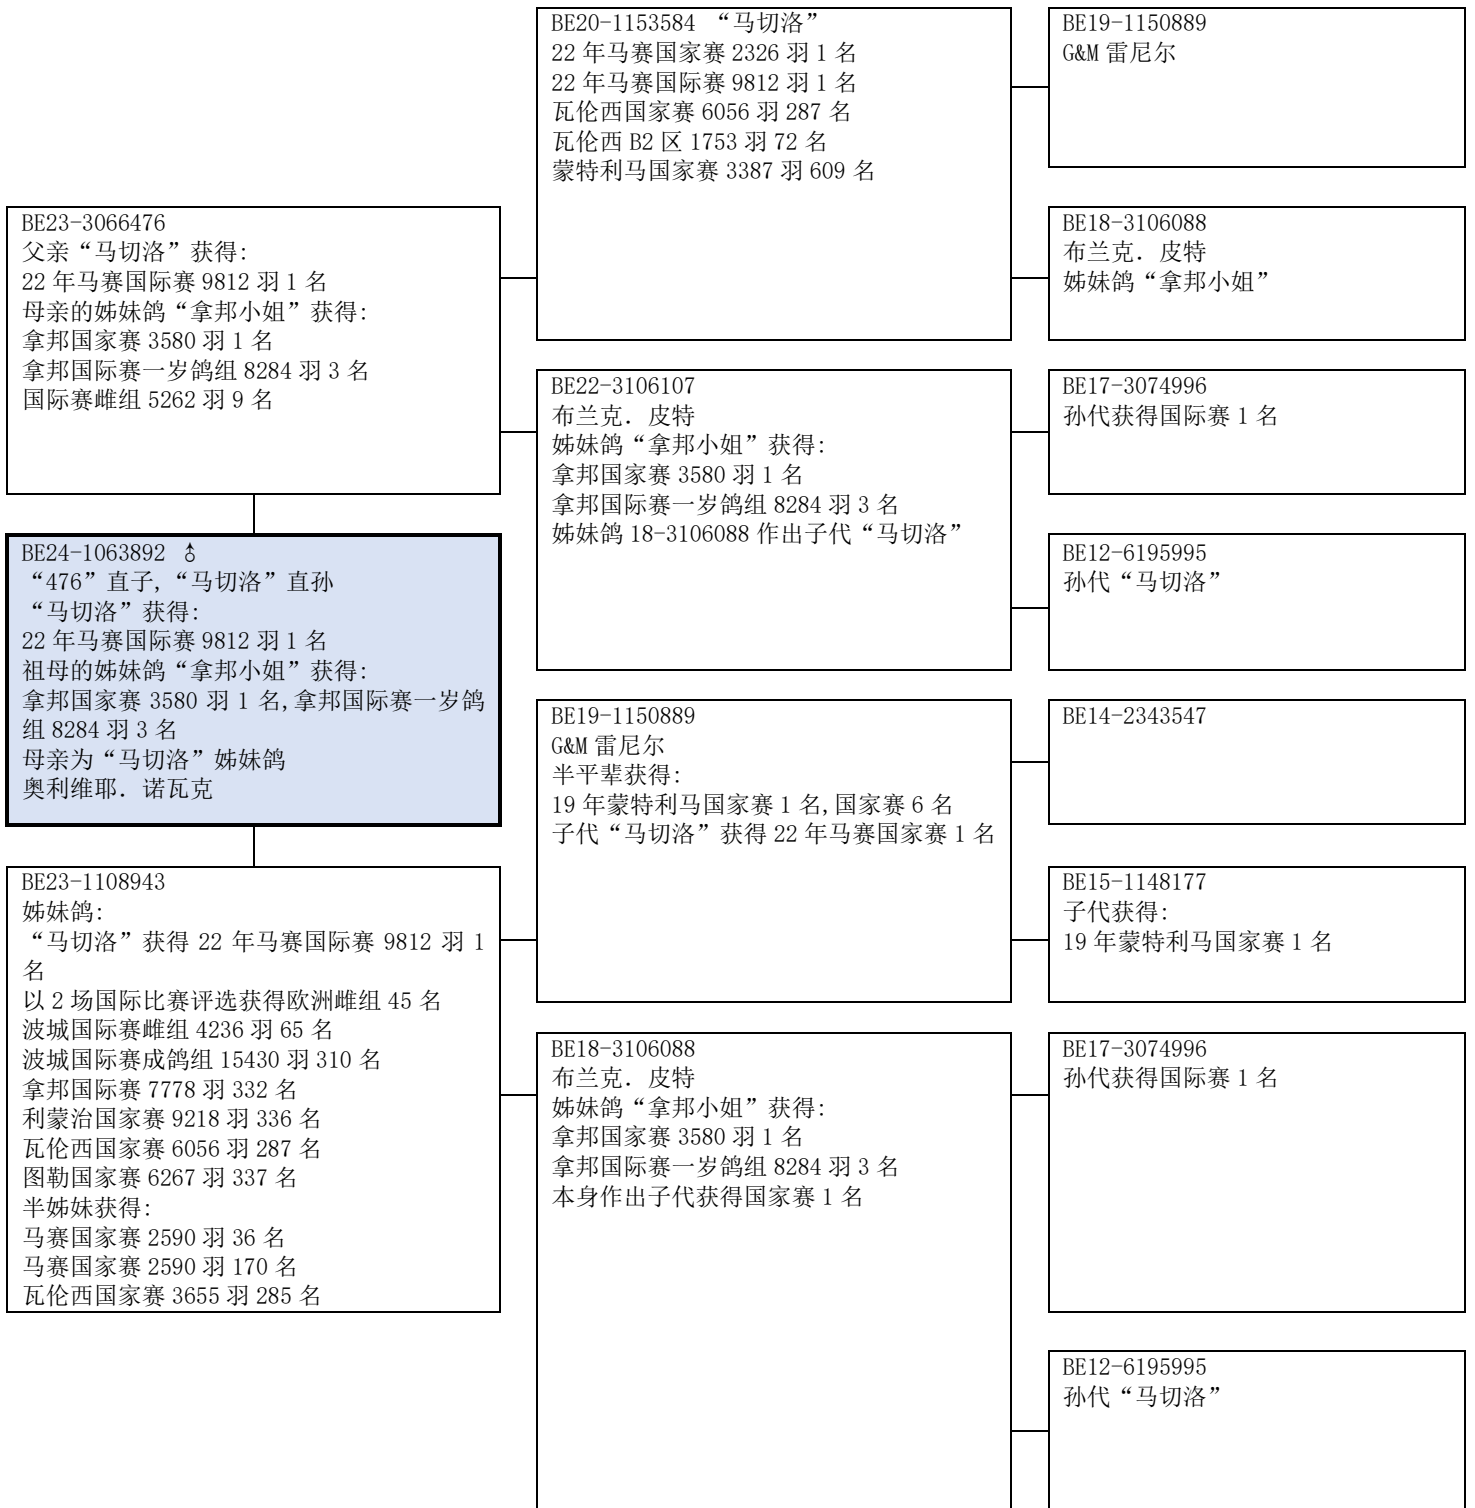 BE20-1153584 “马切洛”
22 年马赛国家赛 2326 羽 1 名
22 年马赛国际赛 9812 羽 1 名
瓦伦西国家赛 6056 羽 287 名
瓦伦西 B2 区 1753 羽 72 名
蒙特利马国家赛 3387 羽 609 名
BE19-1150889
G&M 雷尼尔
BE23-3066476
父亲“马切洛”获得:
22 年马赛国际赛 9812 羽 1 名
母亲的姊妹鸽“拿邦小姐”获得:
拿邦国家赛 3580 羽 1 名
拿邦国际赛一岁鸽组 8284 羽 3 名
国际赛雌组 5262 羽 9 名
BE18-3106088
布兰克. 皮特
姊妹鸽“拿邦小姐”
BE22-3106107
布兰克. 皮特
姊妹鸽“拿邦小姐”获得:
拿邦国家赛 3580 羽 1 名
拿邦国际赛一岁鸽组 8284 羽 3 名
姊妹鸽 18-3106088 作出子代“马切洛”
BE17-3074996
孙代获得国际赛 1 名
BE12-6195995
孙代“马切洛”
BE24-1063892 ♂
“476”直子, “马切洛”直孙
“马切洛”获得:
22 年马赛国际赛 9812 羽 1 名
祖母的姊妹鸽“拿邦小姐”获得:
拿邦国家赛 3580 羽 1 名, 拿邦国际赛一岁鸽
组 8284 羽 3 名
母亲为“马切洛”姊妹鸽
奥利维耶. 诺瓦克
BE19-1150889
G&M 雷尼尔
半平辈获得:
19 年蒙特利马国家赛 1 名, 国家赛 6 名
子代“马切洛”获得 22 年马赛国家赛 1 名
BE14-2343547
BE15-1148177
子代获得:
19 年蒙特利马国家赛 1 名
BE23-1108943
姊妹鸽:
“马切洛”获得 22 年马赛国际赛 9812 羽 1
名
以 2 场国际比赛评选获得欧洲雌组 45 名
波城国际赛雌组 4236 羽 65 名
波城国际赛成鸽组 15430 羽 310 名
拿邦国际赛 7778 羽 332 名
利蒙治国家赛 9218 羽 336 名
瓦伦西国家赛 6056 羽 287 名
图勒国家赛 6267 羽 337 名
半姊妹获得:
马赛国家赛 2590 羽 36 名
马赛国家赛 2590 羽 170 名
瓦伦西国家赛 3655 羽 285 名
BE18-3106088
布兰克. 皮特
姊妹鸽“拿邦小姐”获得:
拿邦国家赛 3580 羽 1 名
拿邦国际赛一岁鸽组 8284 羽 3 名
本身作出子代获得国家赛 1 名
BE17-3074996
孙代获得国际赛 1 名
BE12-6195995
孙代“马切洛”